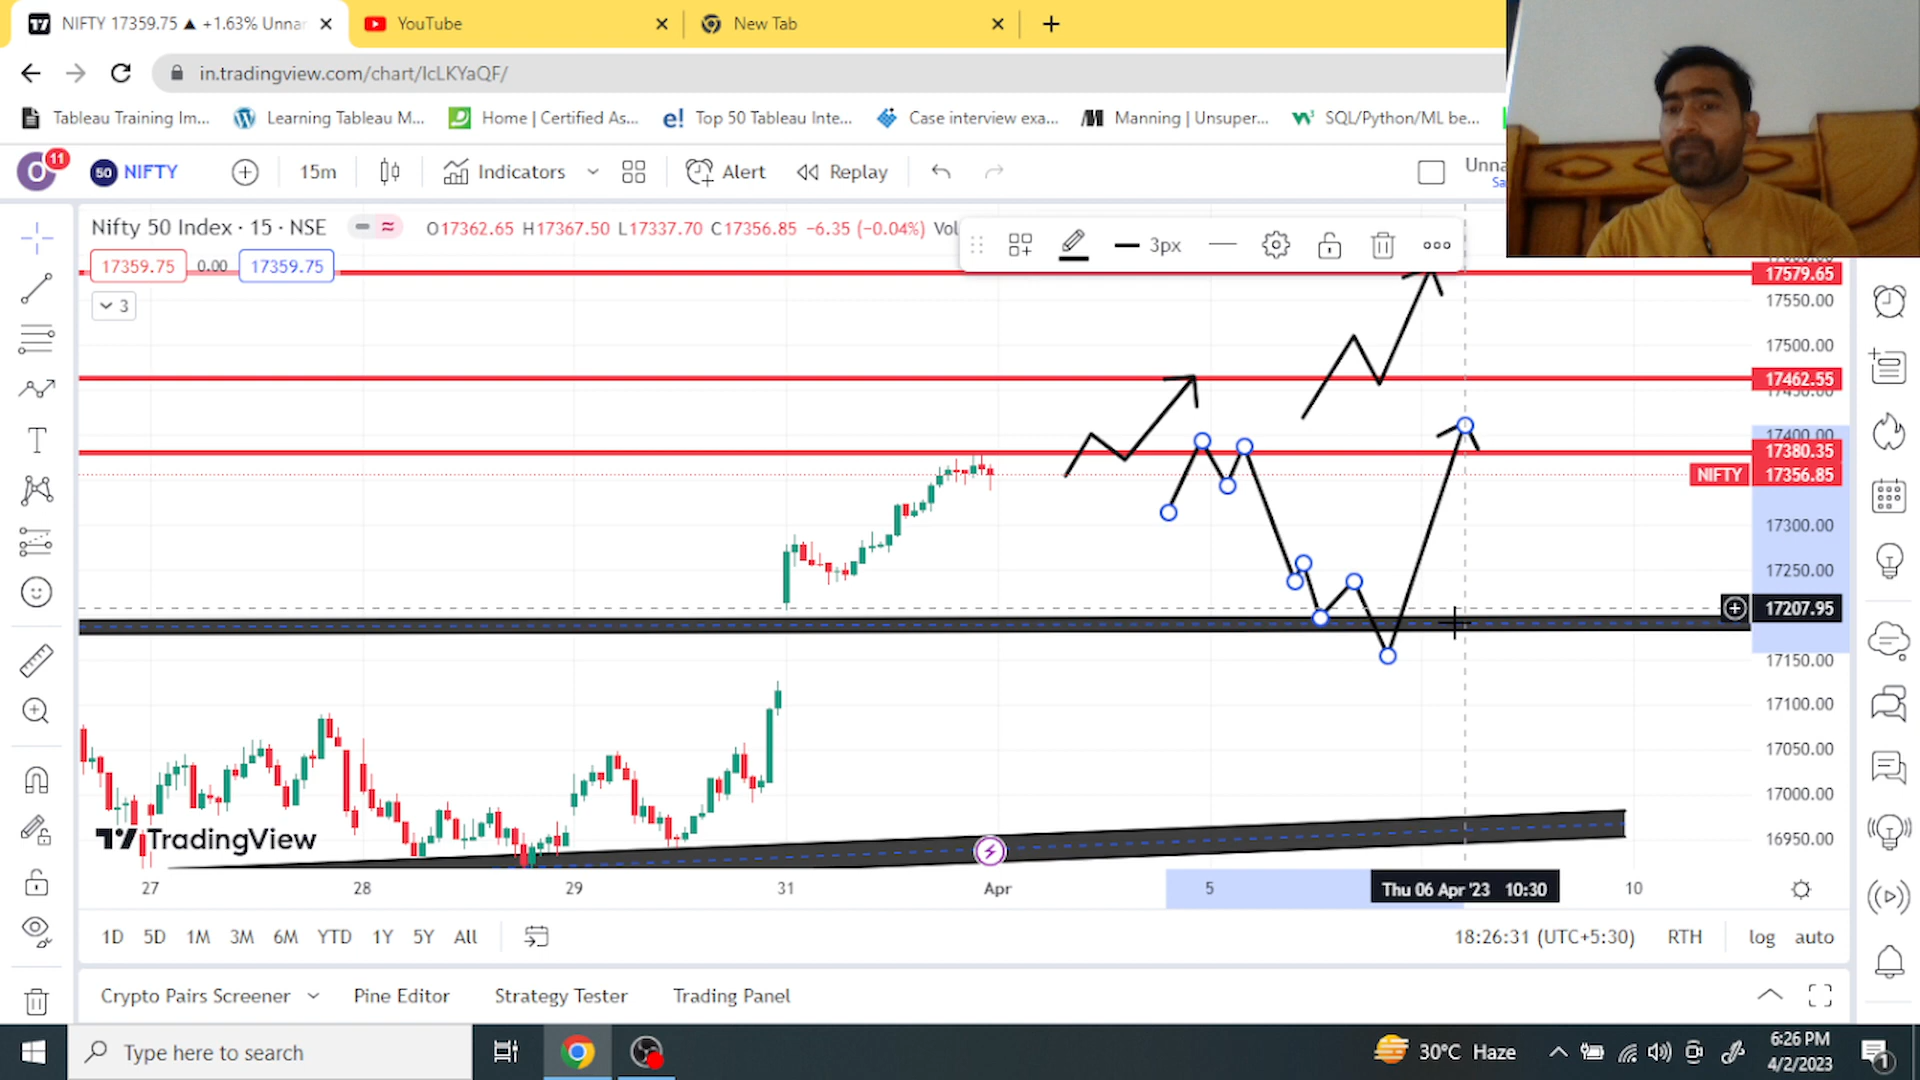 NIFTY 17359.75 ▲ +1.63% Unnar
YouTube
New Tab
in.tradingview.com/chart/IcLKYaQF/
Tableau Training Im...
Learning Tableau M...
Home | Certified As...
Top 50 Tableau Inte...
Case interview exa...
Manning | Unsuper...
SQL/Python/ML be...
O 11
50 NIFTY
15m
Indicators
Alert
Replay
Unna
Sa
Nifty 50 Index · 15 · NSE
O17362.65 H17367.50 L17337.70 C17356.85 −6.35 (−0.04%) Vol
3px
17359.75 0.00 17359.75
3
17579.65
17550.00
17500.00
17462.55
17400.00
17380.35
NIFTY 17356.85
17300.00
17250.00
17207.95
17150.00
17100.00
17050.00
17000.00
16950.00
TradingView
27 28 29 31 Apr 5 Thu 06 Apr '23 10:30 10
1D 5D 1M 3M 6M YTD 1Y 5Y All
18:26:31 (UTC+5:30) RTH log auto
Crypto Pairs Screener Pine Editor Strategy Tester Trading Panel
Type here to search
30°C Haze
6:26 PM
4/2/2023
1